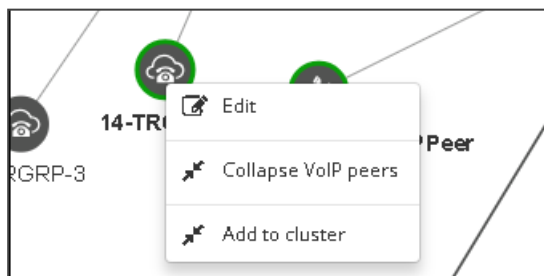 Edit
14-TR
P Peer
RGRP-3
Collapse VoIP peers
Add to cluster